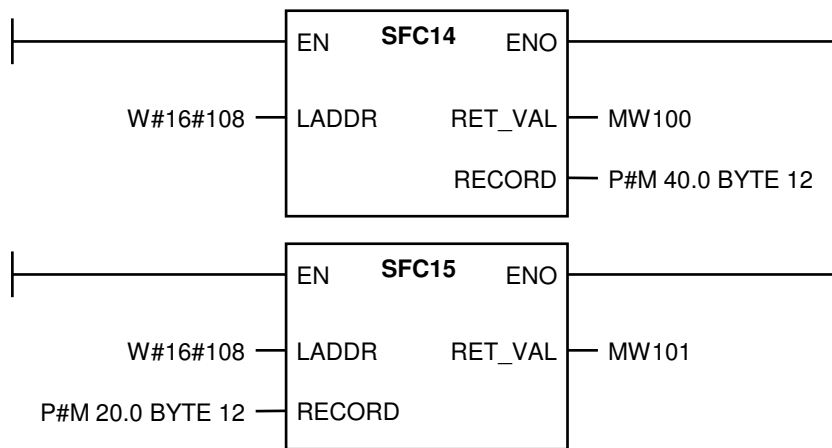 EN SFC14 ENO
W#16#108 LADDR RET_VAL MW100
RECORD P#M 40.0 BYTE 12
EN SFC15 ENO
W#16#108 LADDR RET_VAL MW101
P#M 20.0 BYTE 12 RECORD